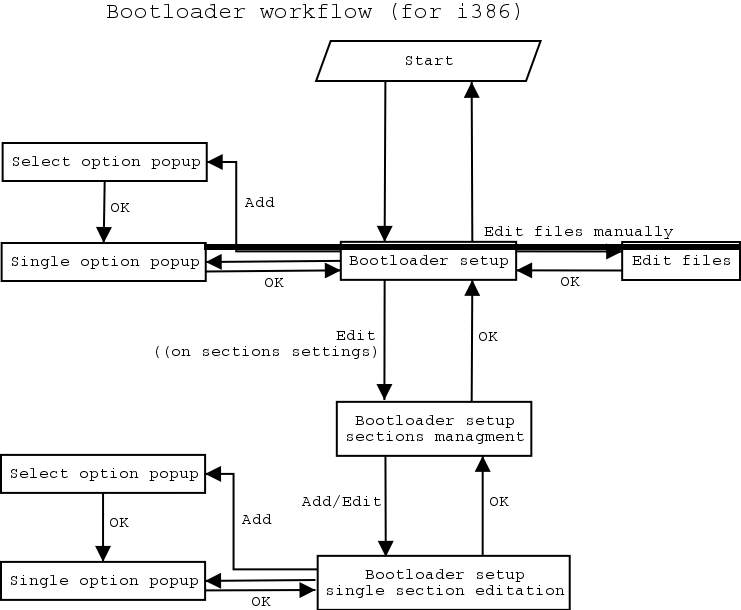 Bootloader workflow (for i386)
Start
Select option popup
OK
Add
Edit files manually
Single option popup
Bootloader setup
Edit files
OK
OK
Edit
((on sections settings)
OK
Bootloader setup
sections managment
Select option popup
Add/Edit
OK
OK
Add
Single option popup
Bootloader setup
single section editation
OK